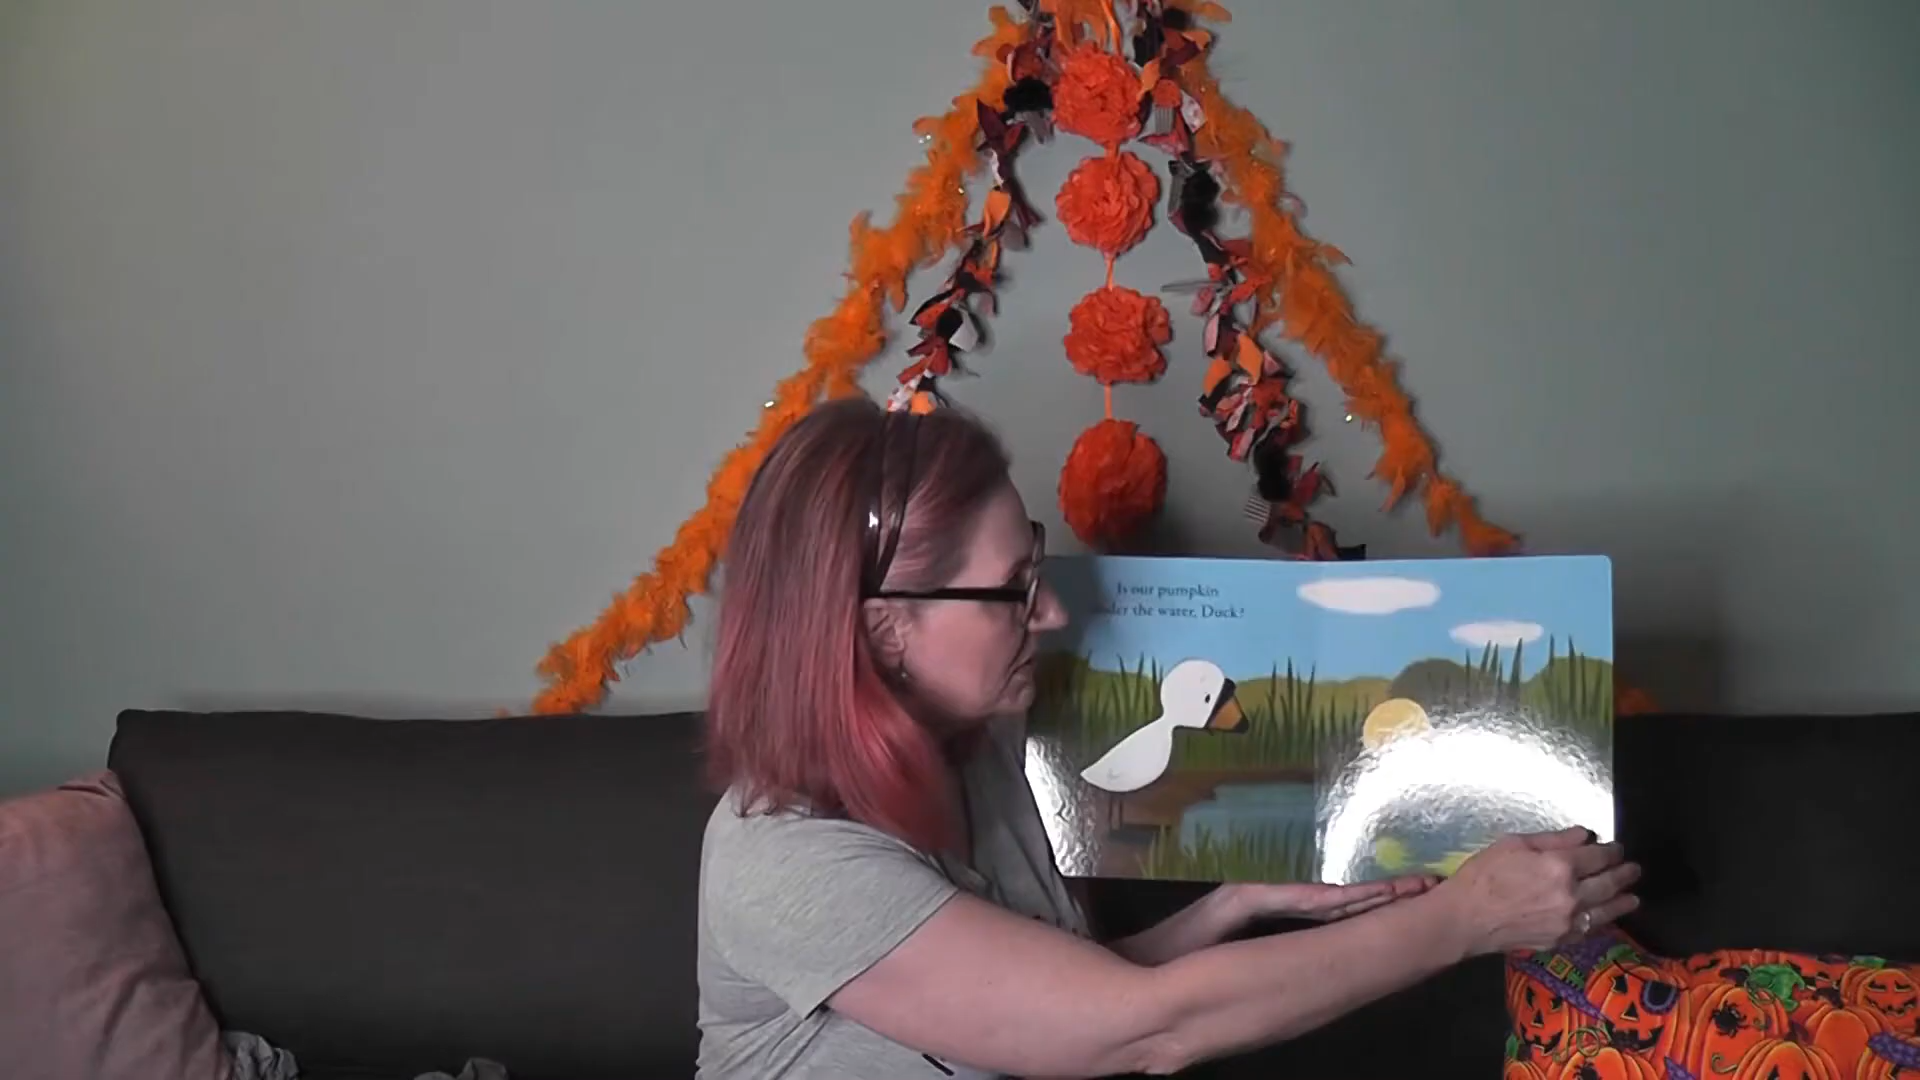 Is our pumpkin
under the water, Duck?